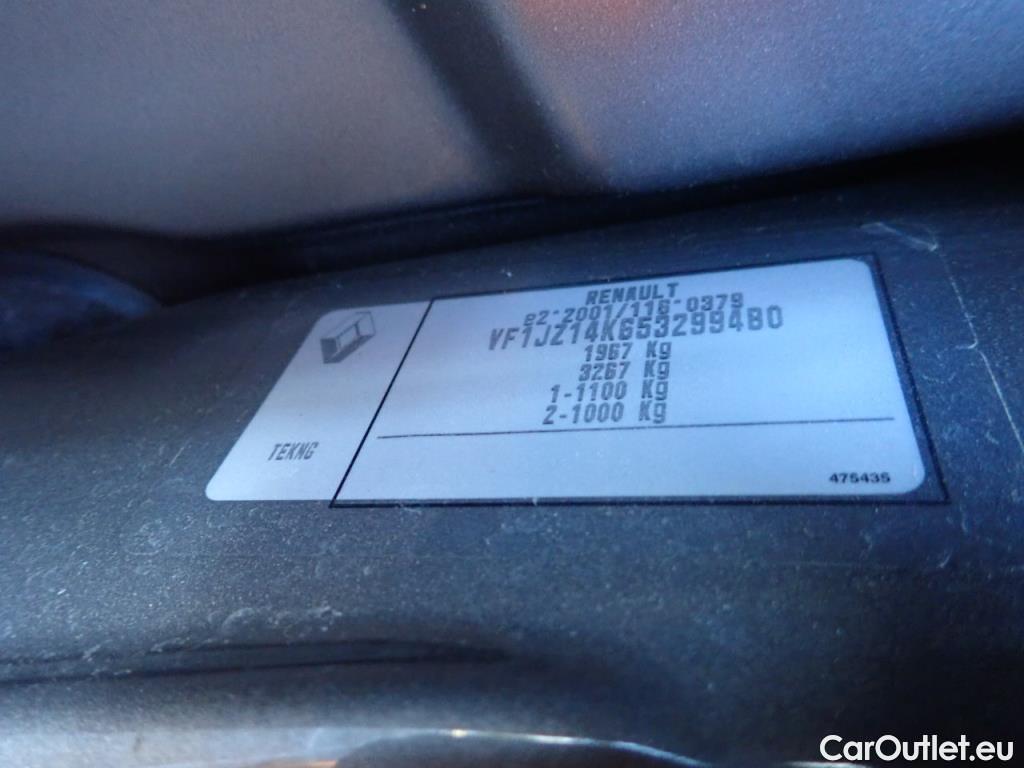 RENAULT
e2*2001/116*0379
VF1JZ14K653299480
1967 Kg
3267 Kg
1-1100 Kg
2-1000 Kg
TEKNG
475435
CarOutlet.eu